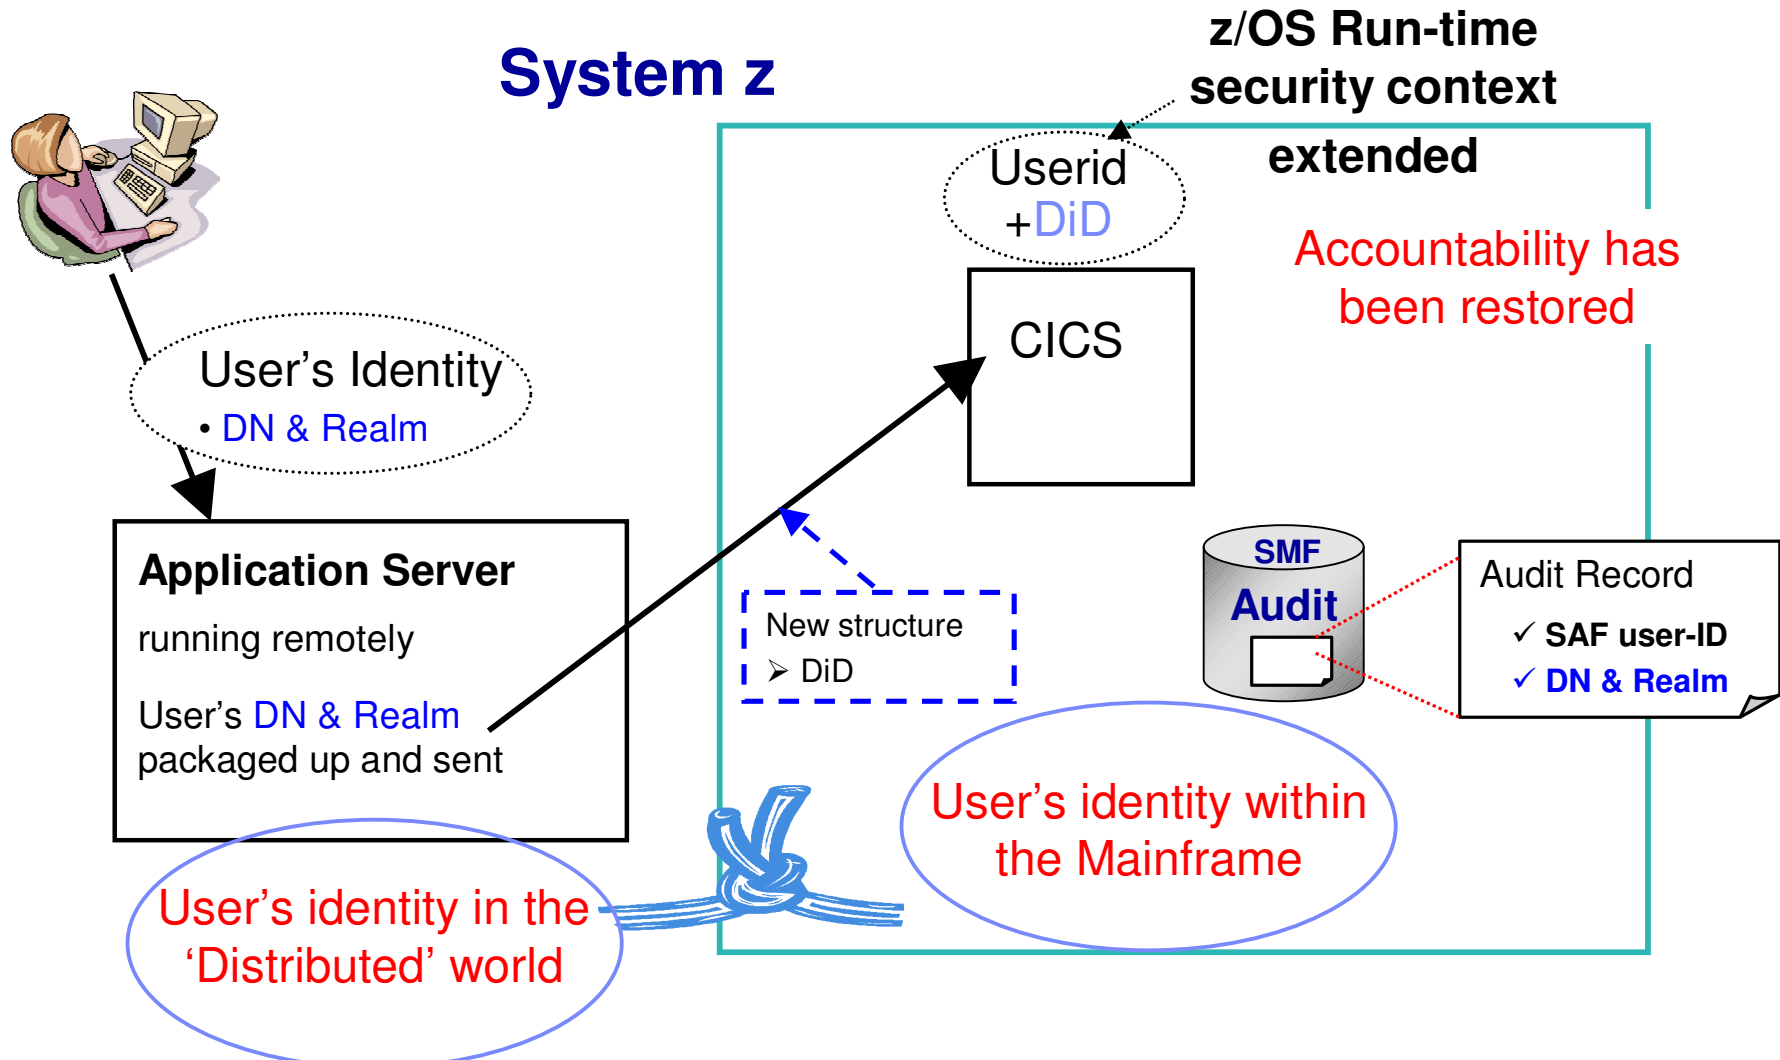 System z
z/OS Run-time
security context
extended
Userid
+DiD
Accountability has
been restored
CICS
User’s Identity
• DN & Realm
Application Server
running remotely
User’s DN & Realm
packaged up and sent
New structure
➢ DiD
SMF
Audit
Audit Record
✓ SAF user-ID
✓ DN & Realm
User’s identity within
the Mainframe
User’s identity in the
‘Distributed’ world